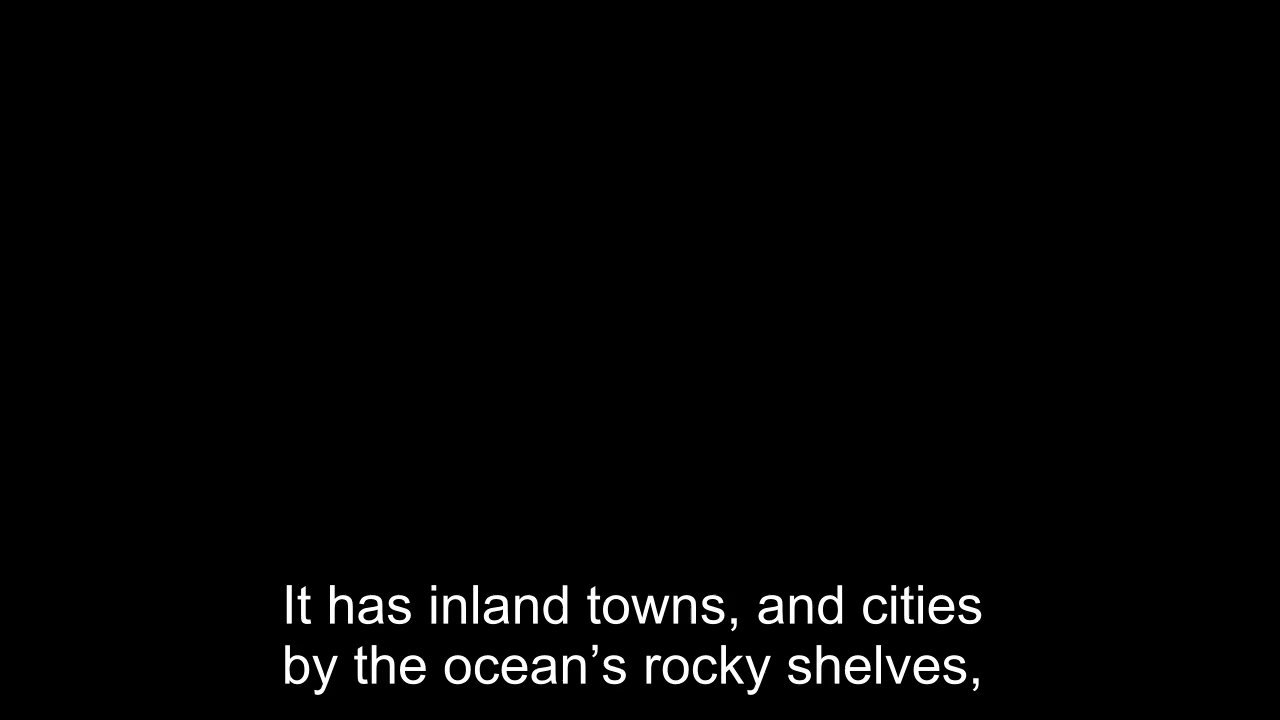 It has inland towns, and cities
by the ocean’s rocky shelves,